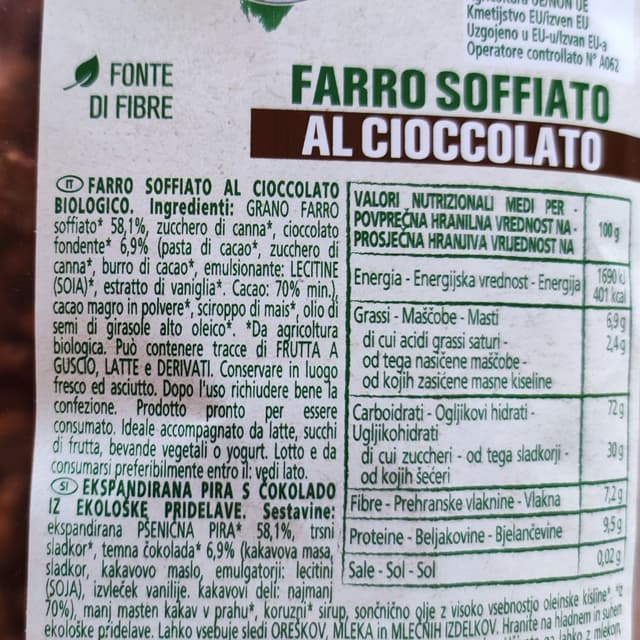 UE/NON UE
Kmetijstvo EU/izven EU
Uzgojeno u EU-u/Izvan EU-a
Operatore controllato N° A062
FONTE
DI FIBRE
FARRO SOFFIATO
AL CIOCCOLATO
IT FARRO SOFFIATO AL CIOCCOLATO
BIOLOGICO. Ingredienti: GRANO FARRO
soffiato* 58,1%, zucchero di canna*, cioccolato
fondente* 6,9% (pasta di cacao*, zucchero di
canna*, burro di cacao*, emulsionante: LECITINE
(SOIA)*, estratto di vaniglia*. Cacao: 70% min.),
cacao magro in polvere*, sciroppo di mais*, olio di
semi di girasole alto oleico*. *Da agricoltura
biologica. Può contenere tracce di FRUTTA A
GUSCIO, LATTE e DERIVATI. Conservare in luogo
fresco ed asciutto. Dopo l'uso richiudere bene la
confezione. Prodotto pronto per essere
consumato. Ideale accompagnato da latte, succhi
di frutta, bevande vegetali o yogurt. Lotto e da
consumarsi preferibilmente entro il: vedi lato.
SI EKSPANDIRANA PIRA S ČOKOLADO
IZ EKOLOŠKE PRIDELAVE. Sestavine:
ekspandirana PŠENIČNA PIRA* 58,1%, trsni
sladkor*, temna čokolada* 6,9% (kakavova masa,
sladkor, kakavovo maslo, emulgatorji: lecitini
(SOJA), izvleček vanilije. kakavovi deli: najmanj
70%), manj masten kakav v prahu*, koruzni* sirup, sončnično olje z visoko vsebnostjo oleinske kisline*. *Iz
ekološke pridelave. Lahko vsebuje sledi OREŠKOV, MLEKA in MLEČNIH IZDELKOV. Hranite na hladnem in suhem
z mlekom,
VALORI NUTRIZIONALI MEDI PER -
POVPREČNA HRANILNA VREDNOST NA -
PROSJEČNA HRANJIVA VRIJEDNOST NA
100 g
Energia - Energijska vrednost - Energija 1690 kJ
401 kcal
Grassi - Maščobe - Masti 6,9 g
di cui acidi grassi saturi - 2,4 g
od tega nasičene maščobe -
od kojih zasićene masne kiseline
Carboidrati - Ogljikovi hidrati - 72 g
Ugljikohidrati
di cui zuccheri - od tega sladkorji - 30 g
od kojih šećeri
Fibre - Prehranske vlaknine - Vlakna 7,2 g
Proteine - Beljakovine - Bjelančevine 9,5 g
Sale - Sol - Sol 0,02 g